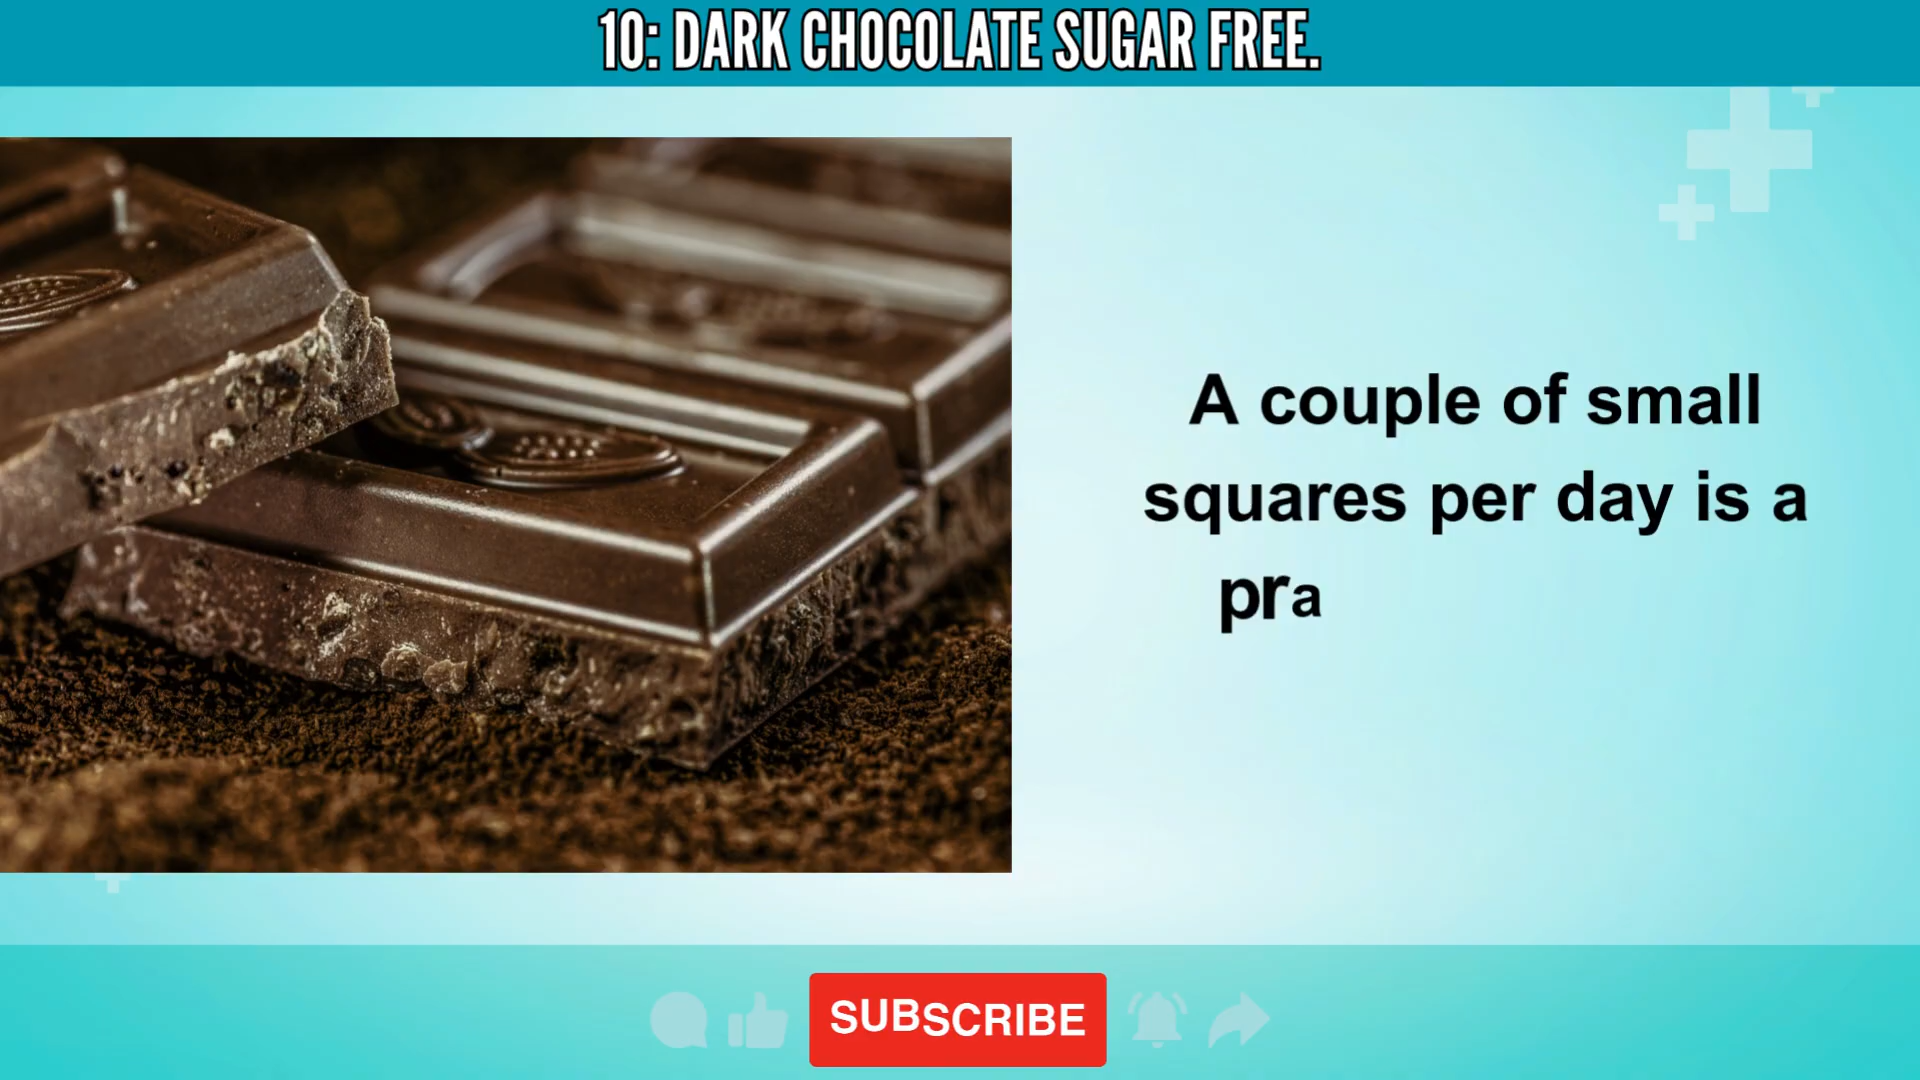 10: DARK CHOCOLATE SUGAR FREE.
A couple of small
squares per day is a
pra
SUBSCRIBE